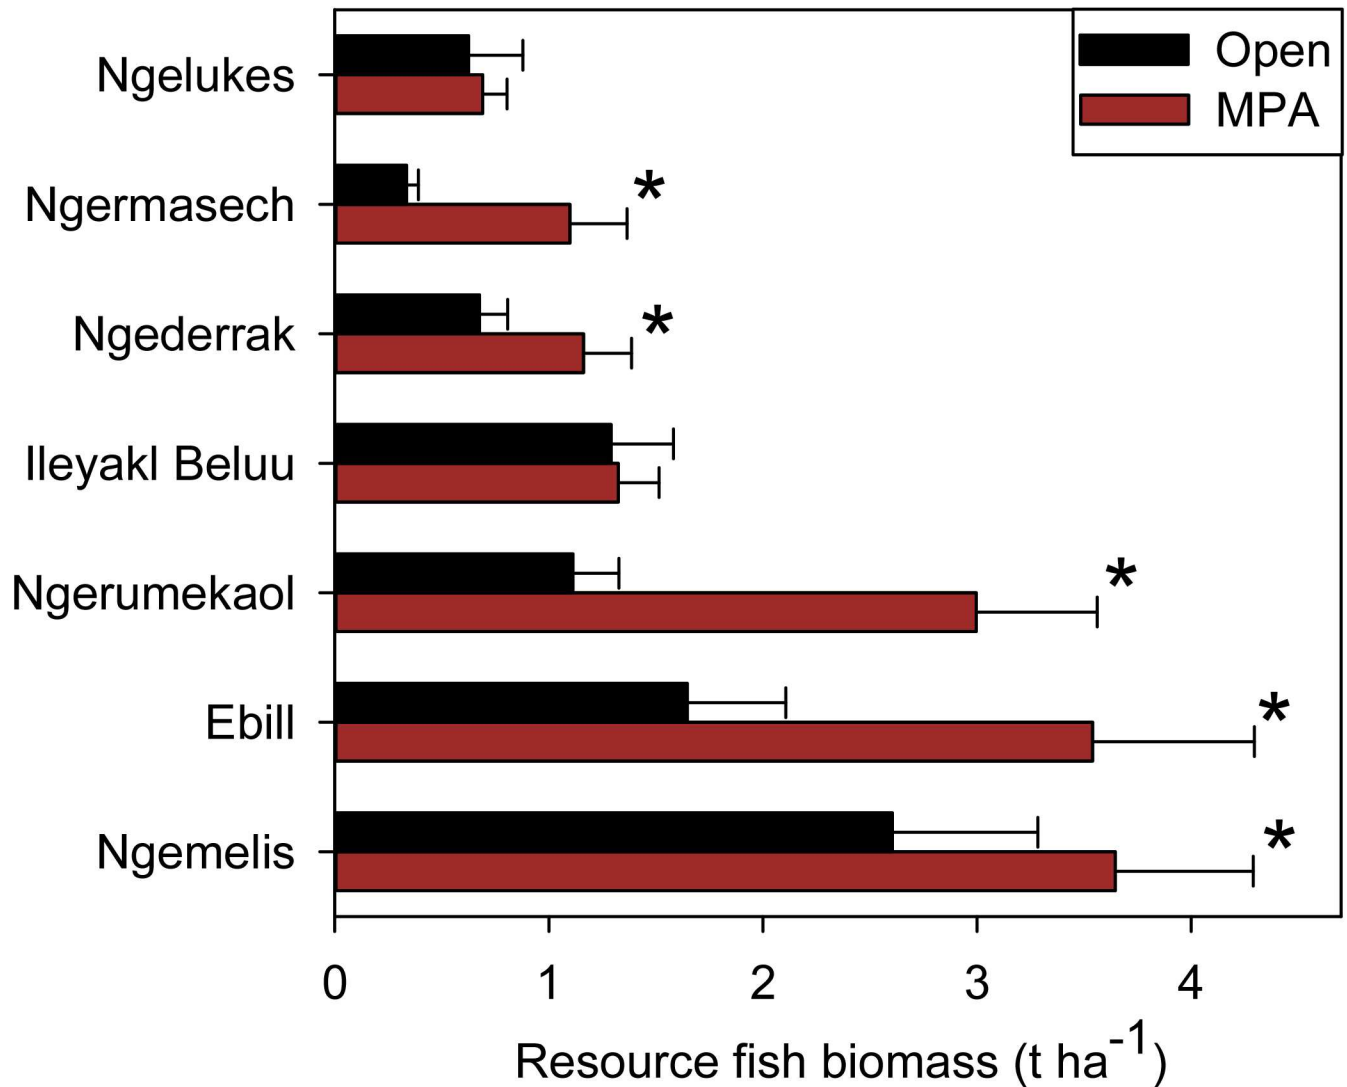 Open
MPA
Ngelukes
Ngermasech
*
Ngederrak
*
Ileyakl Beluu
Ngerumekaol
*
Ebill
*
Ngemelis
*
0 1 2 3 4
Resource fish biomass (t ha⁻¹)